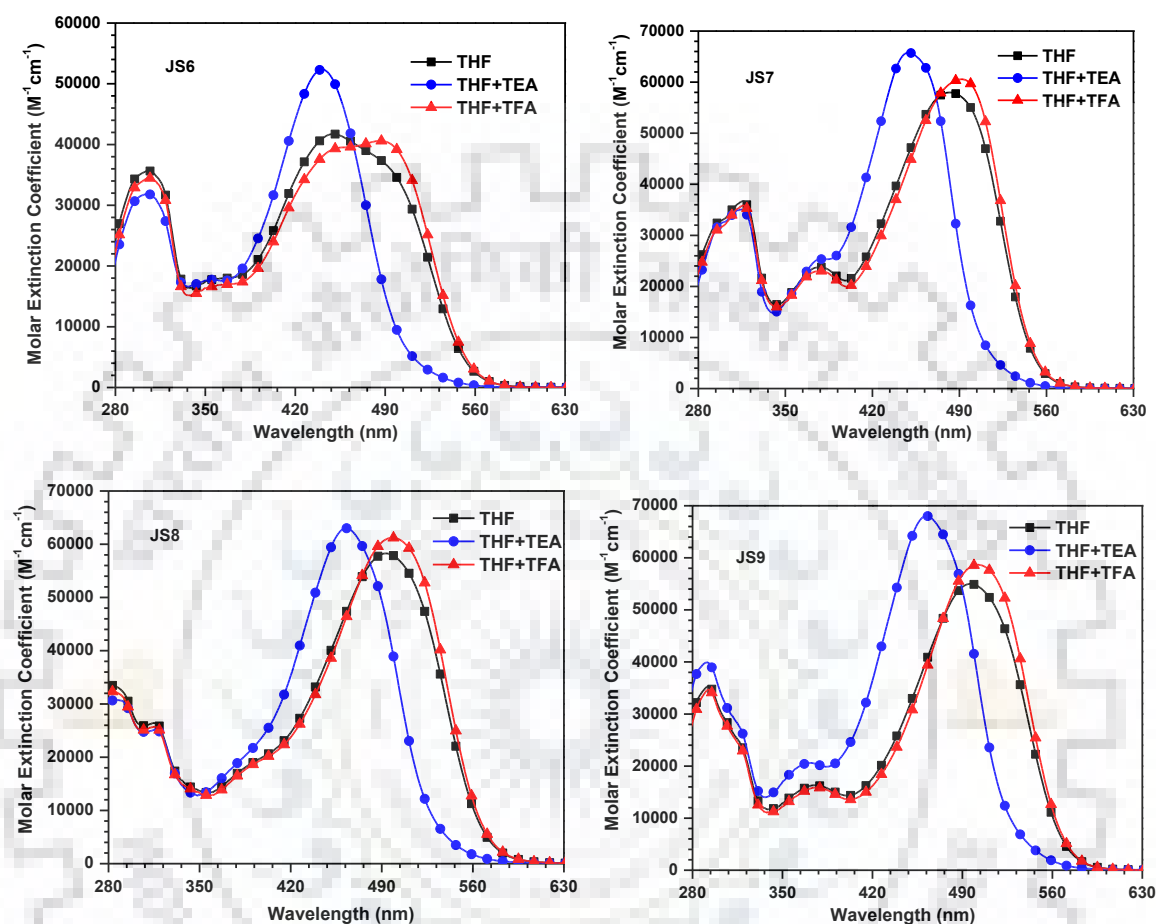 60000
50000
40000
30000
20000
10000
0
Molar Extinction Coefficient (M⁻¹cm⁻¹)
JS6
THF
THF+TEA
THF+TFA
280 350 420 490 560 630
Wavelength (nm)
70000
60000
50000
40000
30000
20000
10000
0
Molar Extinction Coefficient (M⁻¹cm⁻¹)
JS7
THF
THF+TEA
THF+TFA
280 350 420 490 560 630
Wavelength (nm)
70000
60000
50000
40000
30000
20000
10000
0
Molar Extinction Coefficient (M⁻¹cm⁻¹)
JS8
THF
THF+TEA
THF+TFA
280 350 420 490 560 630
Wavelength (nm)
70000
60000
50000
40000
30000
20000
10000
0
Molar Extinction Coefficient (M⁻¹cm⁻¹)
JS9
THF
THF+TEA
THF+TFA
280 350 420 490 560 630
Wavelength (nm)